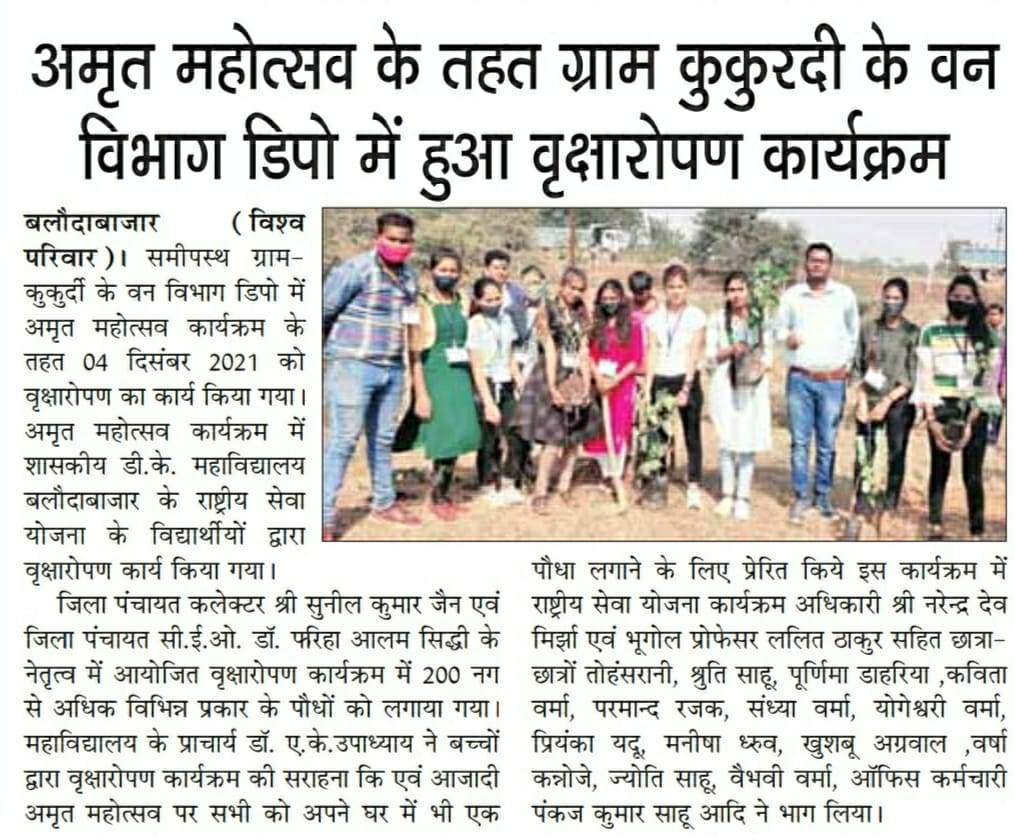 अमृत महोत्सव के तहत ग्राम कुकुरदी के वन
विभाग डिपो में हुआ वृक्षारोपण कार्यक्रम
बलौदाबाजार (विश्व
परिवार)। समीपस्थ ग्राम-
कुकुर्दी के वन विभाग डिपो में
अमृत महोत्सव कार्यक्रम के
तहत 04 दिसंबर 2021 को
वृक्षारोपण का कार्य किया गया।
अमृत महोत्सव कार्यक्रम में
शासकीय डी.के. महाविद्यालय
बलौदाबाजार के राष्ट्रीय सेवा
योजना के विद्यार्थीयों द्वारा
वृक्षारोपण कार्य किया गया।
जिला पंचायत कलेक्टर श्री सुनील कुमार जैन एवं
जिला पंचायत सी.ई.ओ. डॉ. फरिहा आलम सिद्धी के
नेतृत्व में आयोजित वृक्षारोपण कार्यक्रम में 200 नग
से अधिक विभिन्न प्रकार के पौधों को लगाया गया।
महाविद्यालय के प्राचार्य डॉ. ए.के.उपाध्याय ने बच्चों
द्वारा वृक्षारोपण कार्यक्रम की सराहना कि एवं आजादी
अमृत महोत्सव पर सभी को अपने घर में भी एक
पौधा लगाने के लिए प्रेरित किये इस कार्यक्रम में
राष्ट्रीय सेवा योजना कार्यक्रम अधिकारी श्री नरेन्द्र देव
मिर्झा एवं भूगोल प्रोफेसर ललित ठाकुर सहित छात्रा-
छात्रों तोहंसरानी, श्रुति साहू, पूर्णिमा डाहरिया ,कविता
वर्मा, परमान्द रजक, संध्या वर्मा, योगेश्वरी वर्मा,
प्रियंका यदू, मनीषा ध्रुव, खुशबू अग्रवाल ,वर्षा
कन्नोजे, ज्योति साहू, वैभवी वर्मा, ऑफिस कर्मचारी
पंकज कुमार साहू आदि ने भाग लिया।